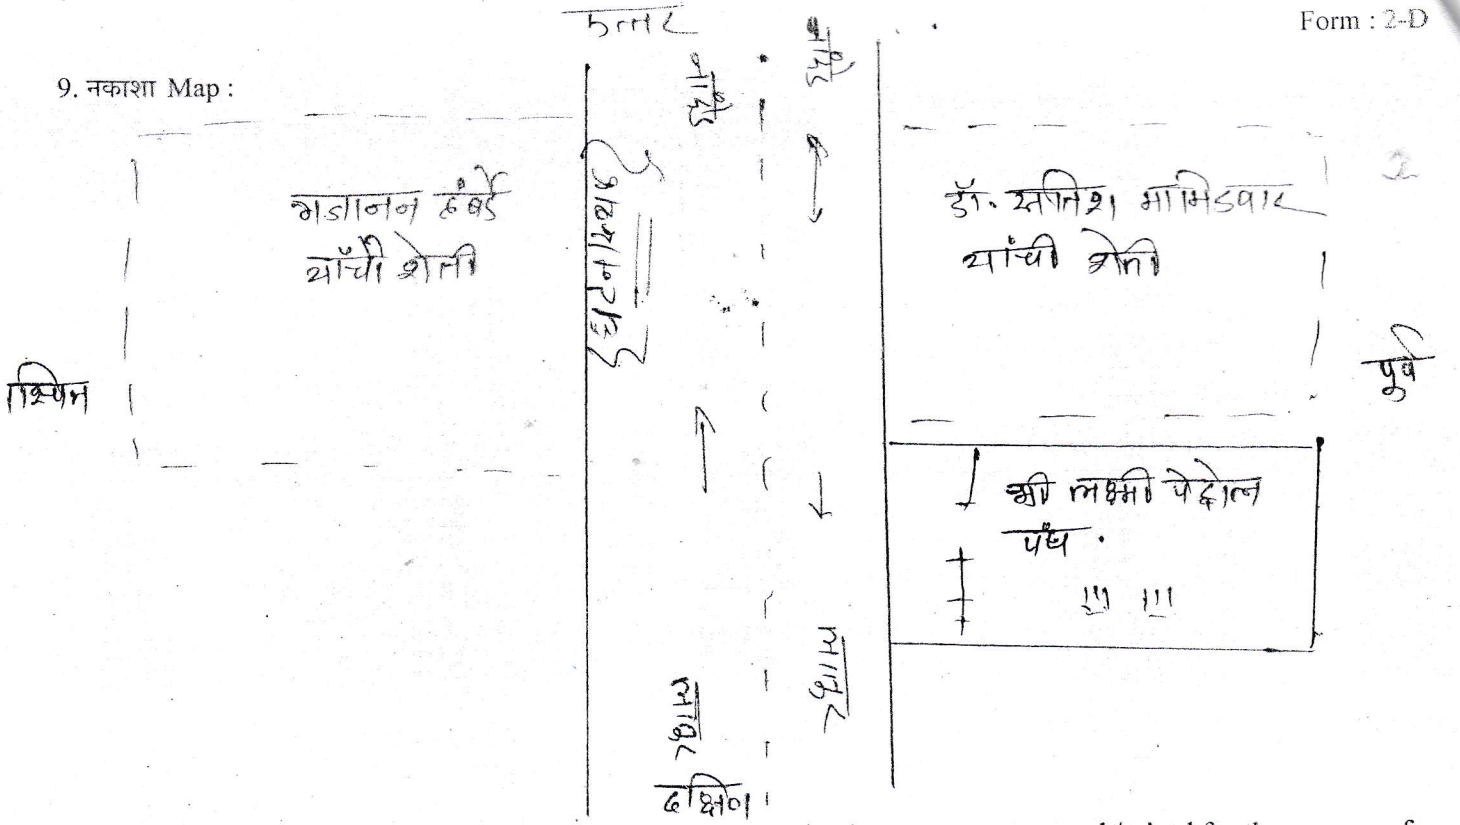 Form : 2-D
उत्तर
9. नकाशा Map :
नांदेड
नांदेड
गजानन हंबर्डे
यांची शेती
डॉ. सतिश मामिडवार
यांची शेती
पूर्व
श्री लक्ष्मी पेट्रोल
पंप .
लातूर
लातूर
दक्षिण